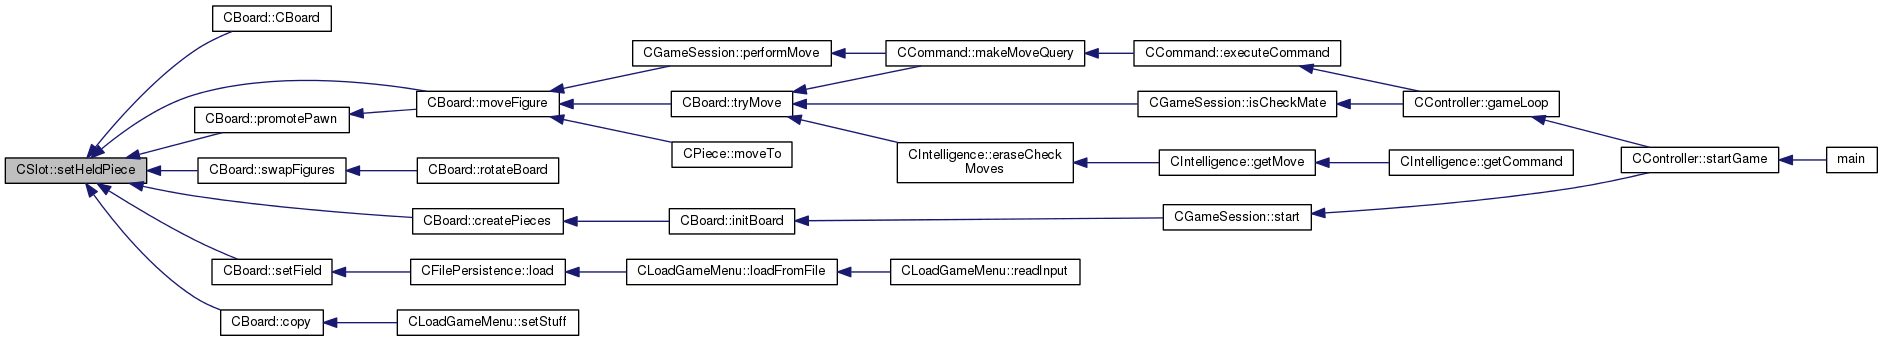 CBoard::CBoard
CGameSession::performMove
CCommand::makeMoveQuery
CCommand::executeCommand
CBoard::moveFigure
CBoard::tryMove
CGameSession::isCheckMate
CController::gameLoop
CBoard::promotePawn
CPiece::moveTo
CIntelligence::eraseCheck
Moves
CIntelligence::getMove
CIntelligence::getCommand
CController::startGame
main
CSlot::setHeldPiece
CBoard::swapFigures
CBoard::rotateBoard
CBoard::createPieces
CBoard::initBoard
CGameSession::start
CBoard::setField
CFilePersistence::load
CLoadGameMenu::loadFromFile
CLoadGameMenu::readInput
CBoard::copy
CLoadGameMenu::setStuff